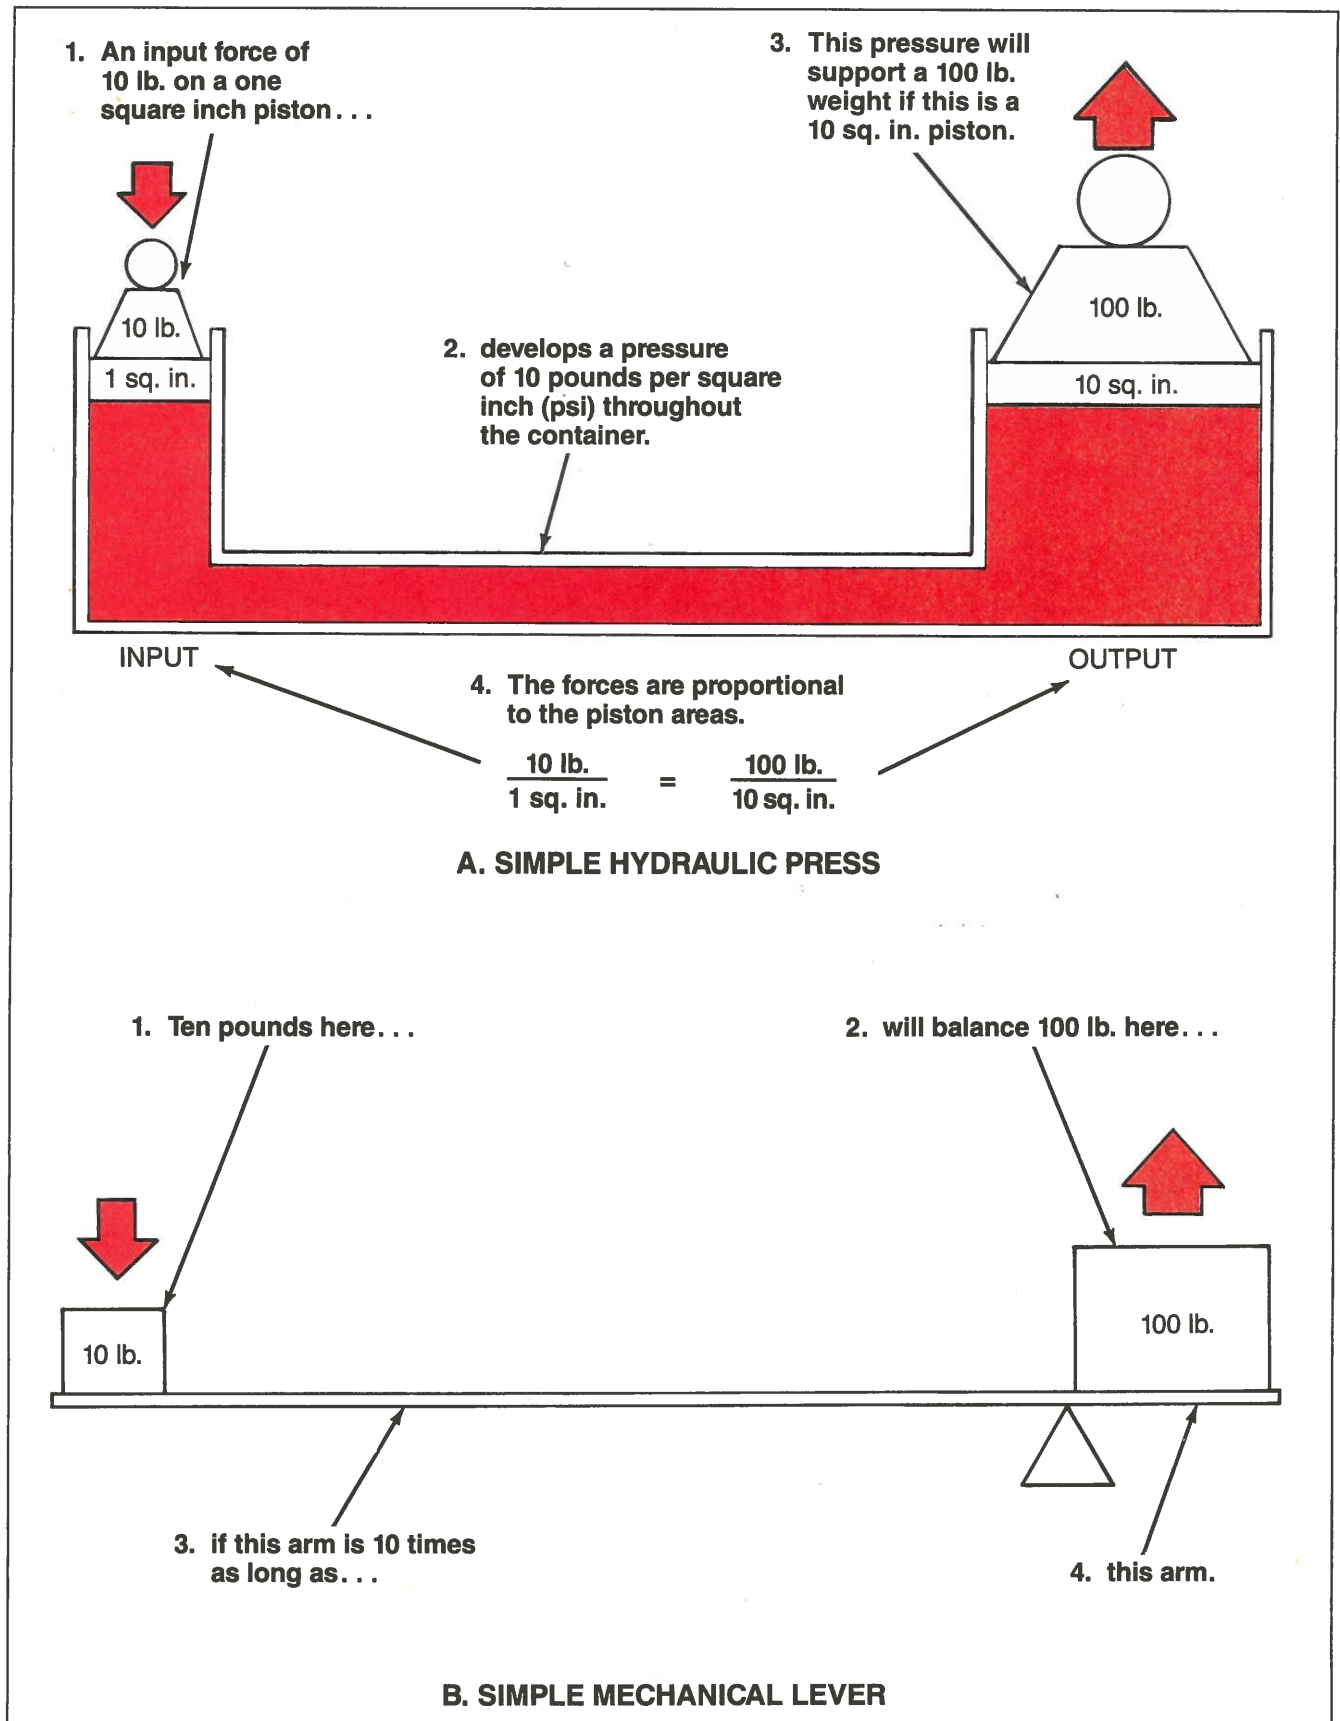 1. An input force of
10 lb. on a one
square inch piston...
3. This pressure will
support a 100 lb.
weight if this is a
10 sq. in. piston.
10 lb.
1 sq. in.
100 lb.
10 sq. in.
2. develops a pressure
of 10 pounds per square
inch (psi) throughout
the container.
INPUT
OUTPUT
4. The forces are proportional
to the piston areas.
10 lb. = 100 lb.
1 sq. in. 10 sq. in.
A. SIMPLE HYDRAULIC PRESS
1. Ten pounds here...
2. will balance 100 lb. here...
10 lb.
100 lb.
3. if this arm is 10 times
as long as...
4. this arm.
B. SIMPLE MECHANICAL LEVER